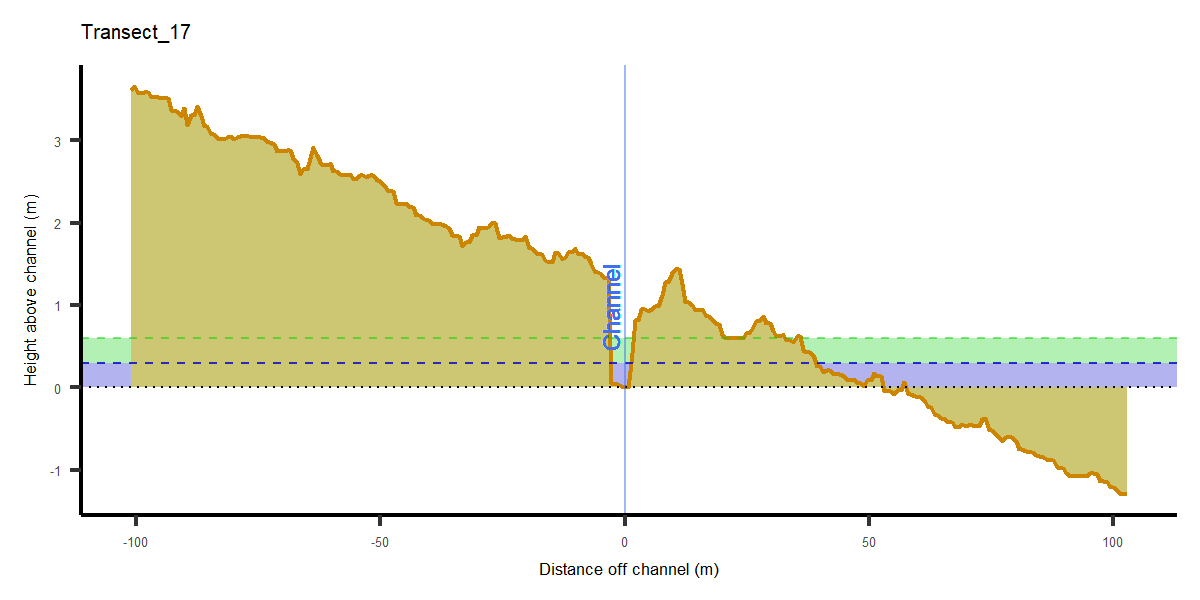 Transect_17
Height above channel (m)
3
2
1
0
-1
Channel
-100
-50
0
50
100
Distance off channel (m)